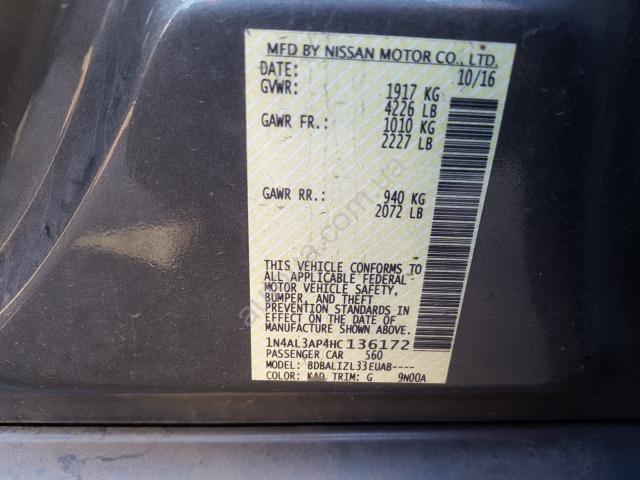 MFD BY NISSAN MOTOR CO., LTD.
DATE: 10/16
GVWR: 1917 KG
4226 LB
GAWR FR.: 1010 KG
2227 LB
GAWR RR.: 940 KG
2072 LB
THIS VEHICLE CONFORMS TO
ALL APPLICABLE FEDERAL
MOTOR VEHICLE SAFETY,
BUMPER, AND THEFT
PREVENTION STANDARDS IN
EFFECT ON THE DATE OF
MANUFACTURE SHOWN ABOVE.
1N4AL3AP4HC136172
PASSENGER CAR 560
MODEL: BDBALIZL33EUAB----
COLOR: KAD TRIM: G 9N00A